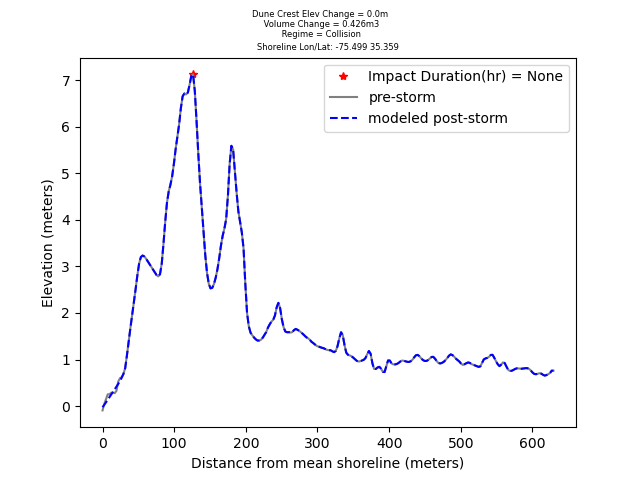 Dune Crest Elev Change = 0.0m
Volume Change = 0.426m3
Regime = Collision
Shoreline Lon/Lat: -75.499 35.359
Impact Duration(hr) = None
pre-storm
modeled post-storm
Elevation (meters)
7
6
5
4
3
2
1
0
0 100 200 300 400 500 600
Distance from mean shoreline (meters)